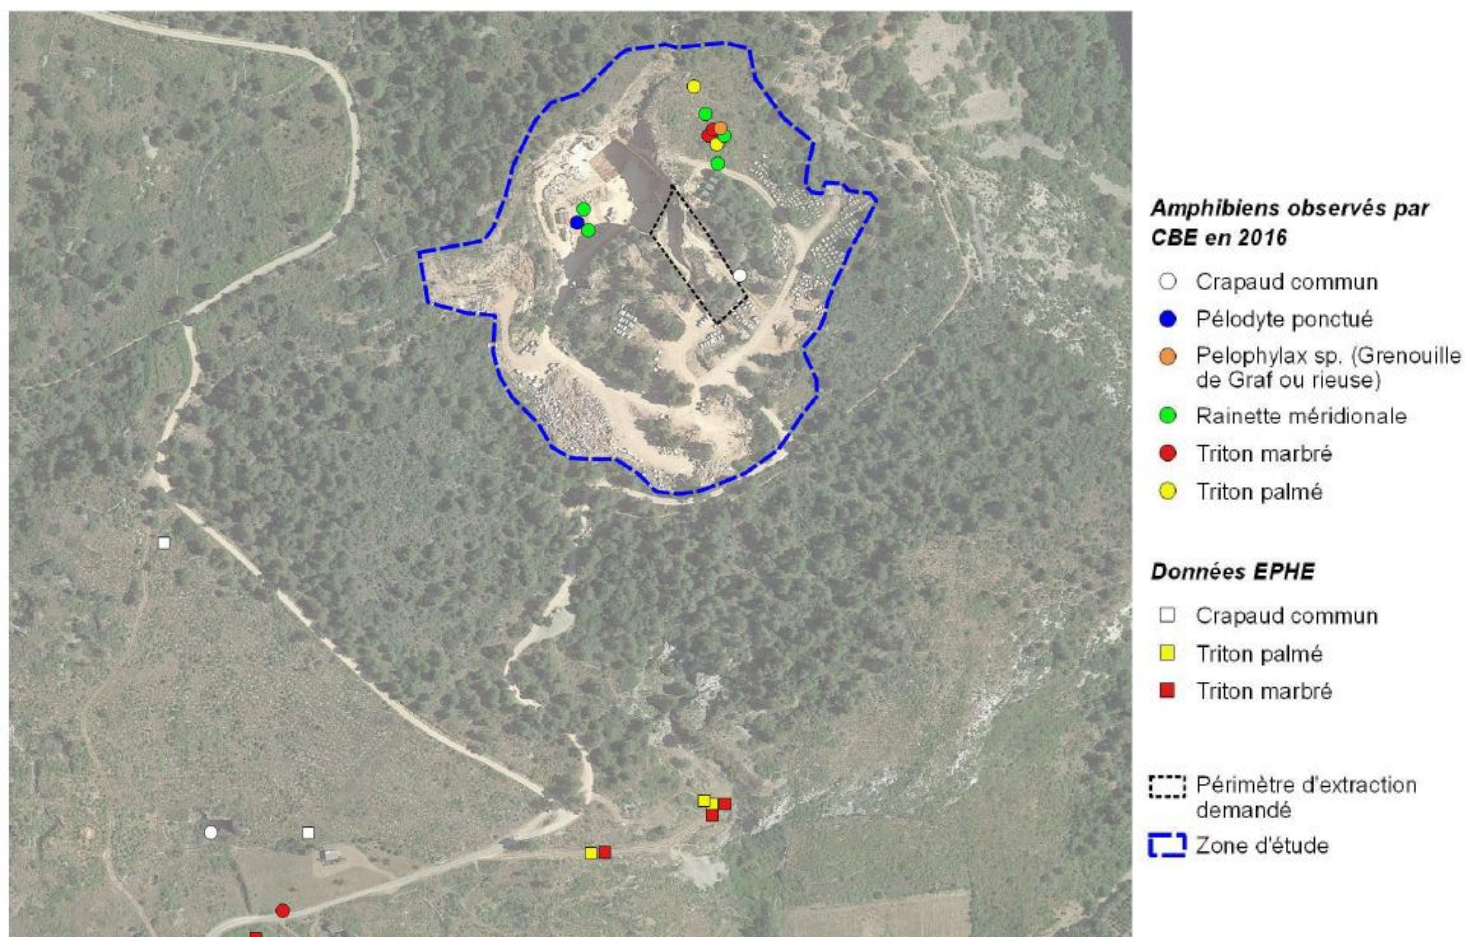 Amphibiens observés par
CBE en 2016
Crapaud commun
Pélodyte ponctué
Pelophylax sp. (Grenouille
de Graf ou rieuse)
Rainette méridionale
Triton marbré
Triton palmé
Données EPHE
Crapaud commun
Triton palmé
Triton marbré
Périmètre d'extraction
demandé
Zone d'étude